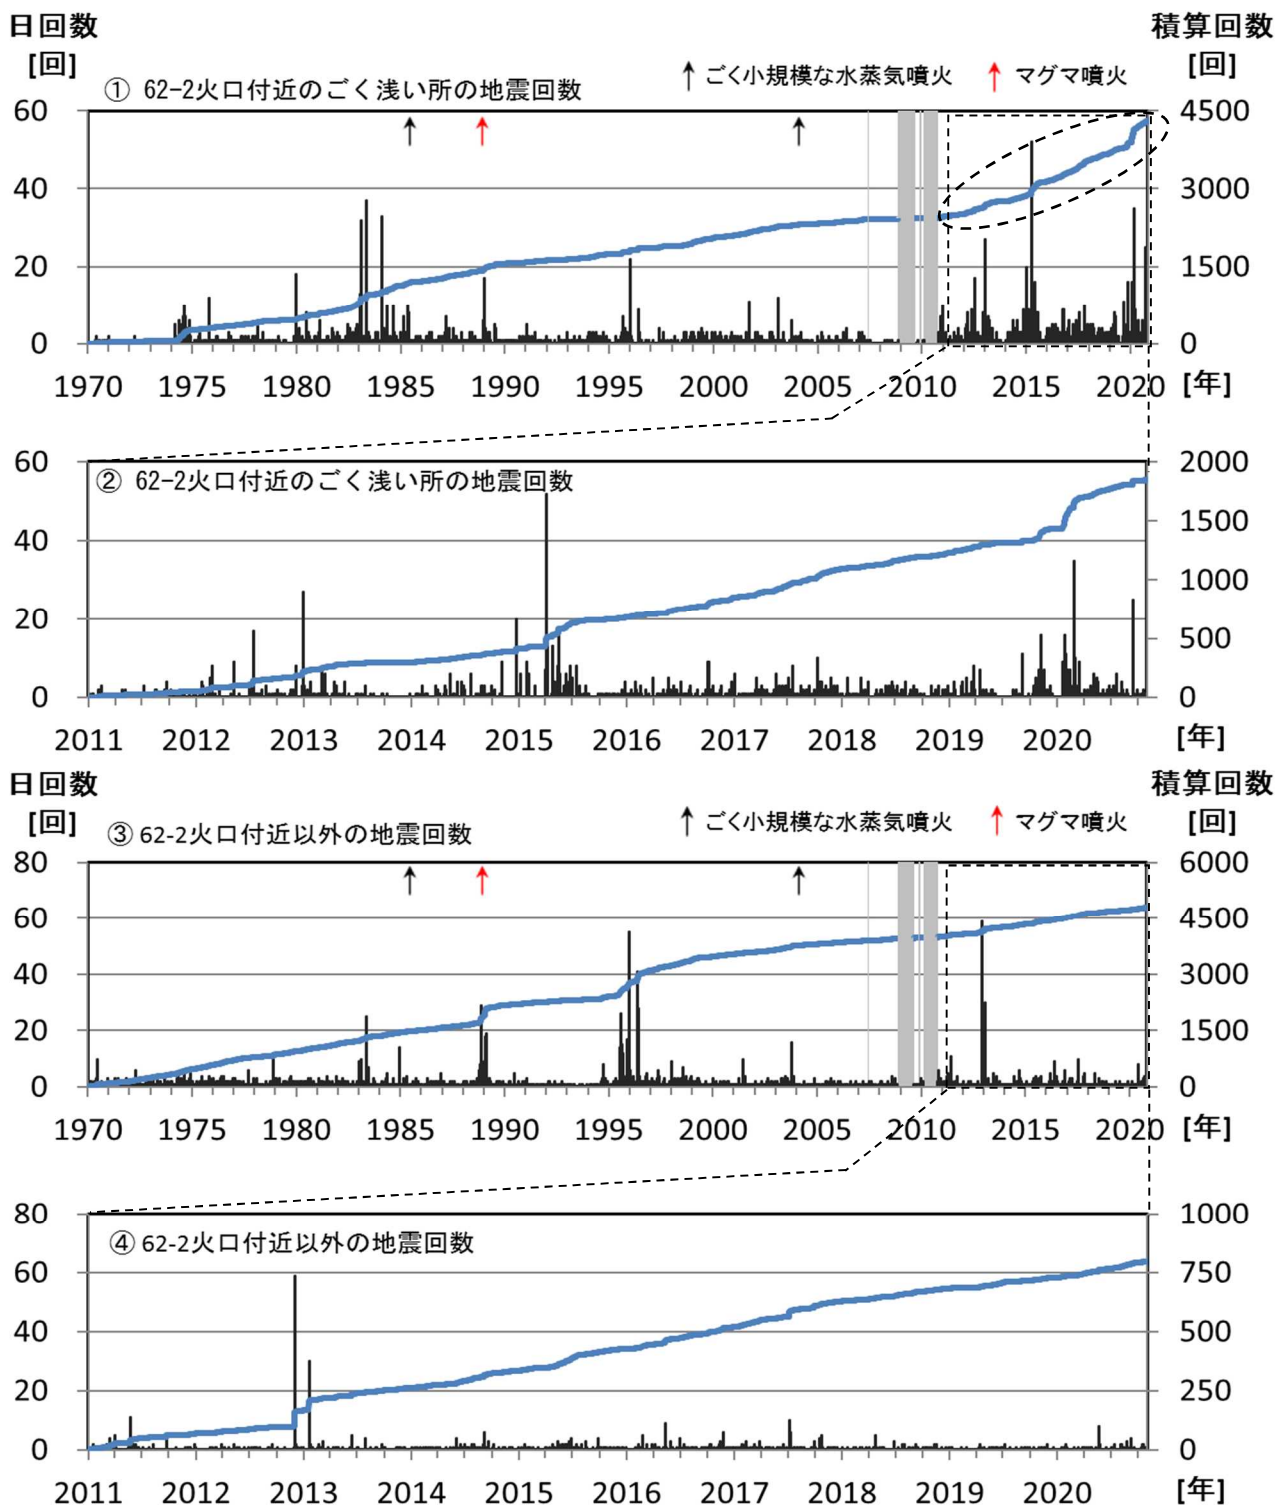 日回数
[回]
積算回数
[回]
① 62-2火口付近のごく浅い所の地震回数
↑ ごく小規模な水蒸気噴火
↑ マグマ噴火
60
40
20
0
4500
3000
1500
0
1970 1975 1980 1985 1990 1995 2000 2005 2010 2015 2020 [年]
② 62-2火口付近のごく浅い所の地震回数
60
40
20
0
2000
1500
1000
500
0
2011 2012 2013 2014 2015 2016 2017 2018 2019 2020 [年]
日回数
[回]
積算回数
[回]
③ 62-2火口付近以外の地震回数
↑ ごく小規模な水蒸気噴火
↑ マグマ噴火
80
60
40
20
0
6000
4500
3000
1500
0
1970 1975 1980 1985 1990 1995 2000 2005 2010 2015 2020 [年]
④ 62-2火口付近以外の地震回数
80
60
40
20
0
1000
750
500
250
0
2011 2012 2013 2014 2015 2016 2017 2018 2019 2020 [年]